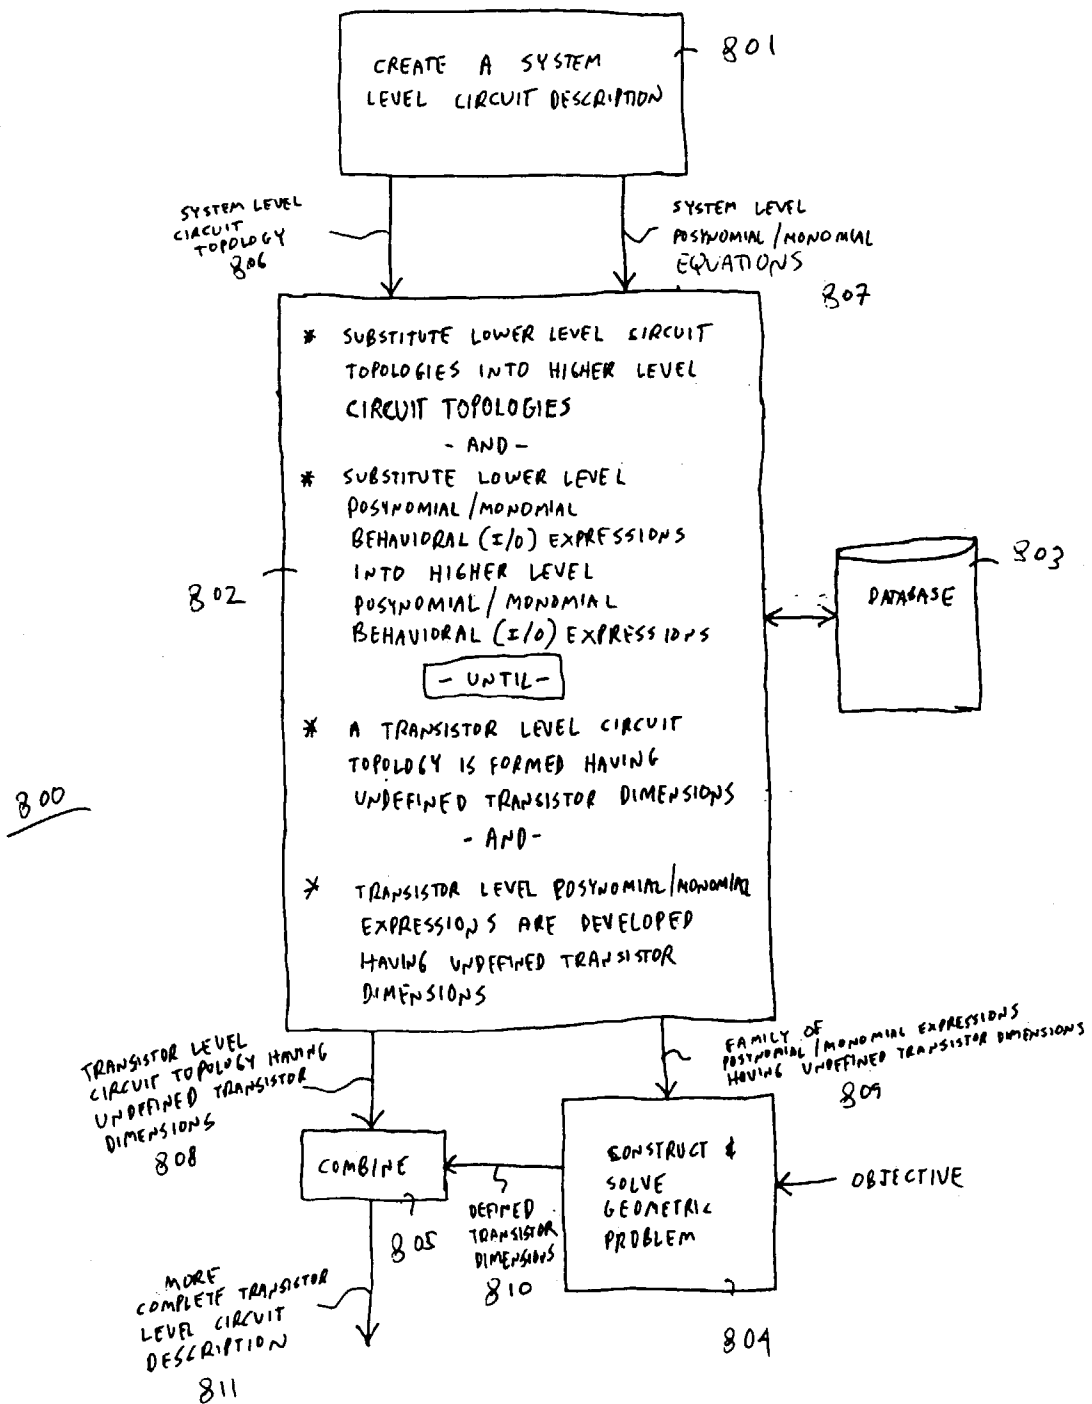 CREATE A SYSTEM
LEVEL CIRCUIT DESCRIPTION
801
SYSTEM LEVEL
CIRCUIT
TOPOLOGY
806
SYSTEM LEVEL
POSYNOMIAL/MONOMIAL
EQUATIONS
807
* SUBSTITUTE LOWER LEVEL CIRCUIT
TOPOLOGIES INTO HIGHER LEVEL
CIRCUIT TOPOLOGIES
- AND -
* SUBSTITUTE LOWER LEVEL
POSYNOMIAL/MONOMIAL
BEHAVIORAL (I/O) EXPRESSIONS
INTO HIGHER LEVEL
POSYNOMIAL/MONOMIAL
BEHAVIORAL (I/O) EXPRESSIONS
- UNTIL -
* A TRANSISTOR LEVEL CIRCUIT
TOPOLOGY IS FORMED HAVING
UNDEFINED TRANSISTOR DIMENSIONS
- AND -
* TRANSISTOR LEVEL POSYNOMIAL/MONOMIAL
EXPRESSIONS ARE DEVELOPED
HAVING UNDEFINED TRANSISTOR
DIMENSIONS
802
803
DATABASE
800
TRANSISTOR LEVEL
CIRCUIT TOPOLOGY HAVING
UNDEFINED TRANSISTOR
DIMENSIONS
808
FAMILY OF
POSYNOMIAL/MONOMIAL EXPRESSIONS
HAVING UNDEFINED TRANSISTOR DIMENSIONS
809
COMBINE
805
DEFINED
TRANSISTOR
DIMENSIONS
810
CONSTRUCT &
SOLVE
GEOMETRIC
PROBLEM
804
OBJECTIVE
MORE
COMPLETE TRANSISTOR
LEVEL CIRCUIT
DESCRIPTION
811